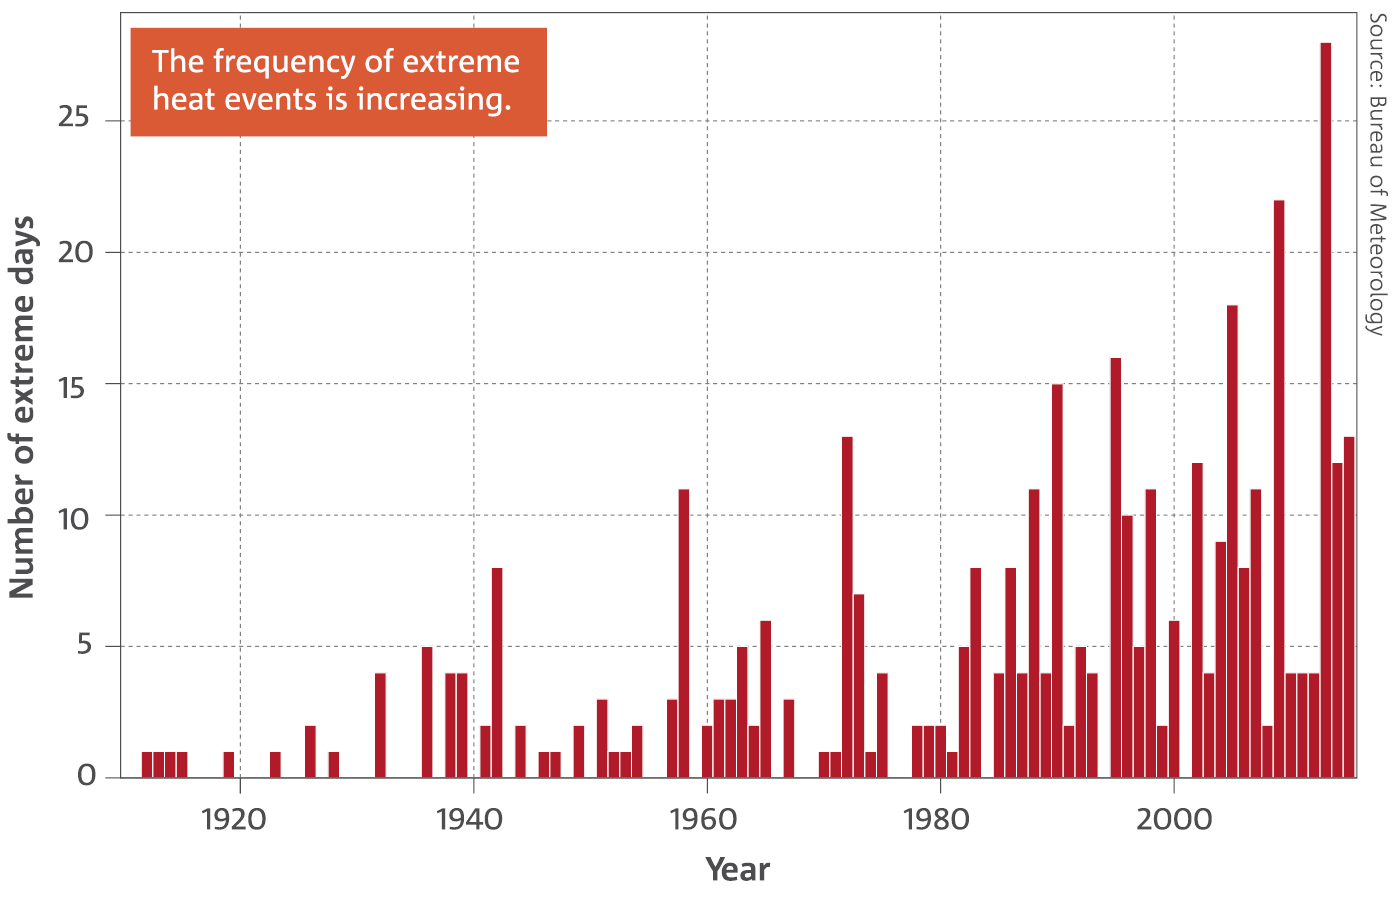 The frequency of extreme
heat events is increasing.
Source: Bureau of Meteorology
Number of extreme days
25
20
15
10
5
0
1920 1940 1960 1980 2000
Year